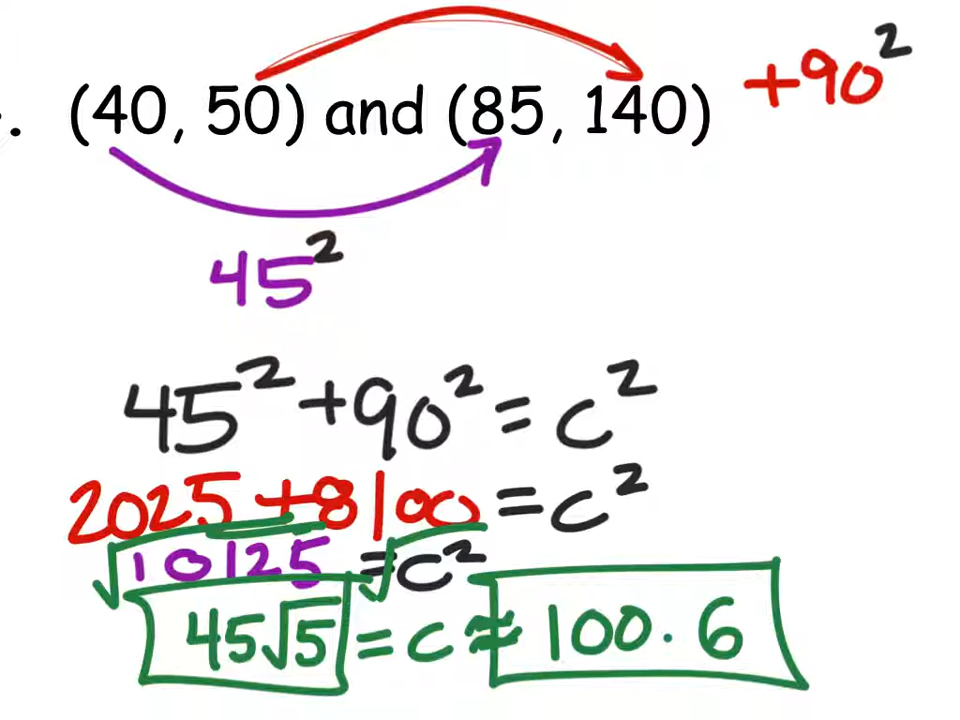 . (40, 50) and (85, 140) +90²
45²
45² +90² = c²
2025 +8100 = c²
√10125 = √c²
45√5 = c ≈ 100.6